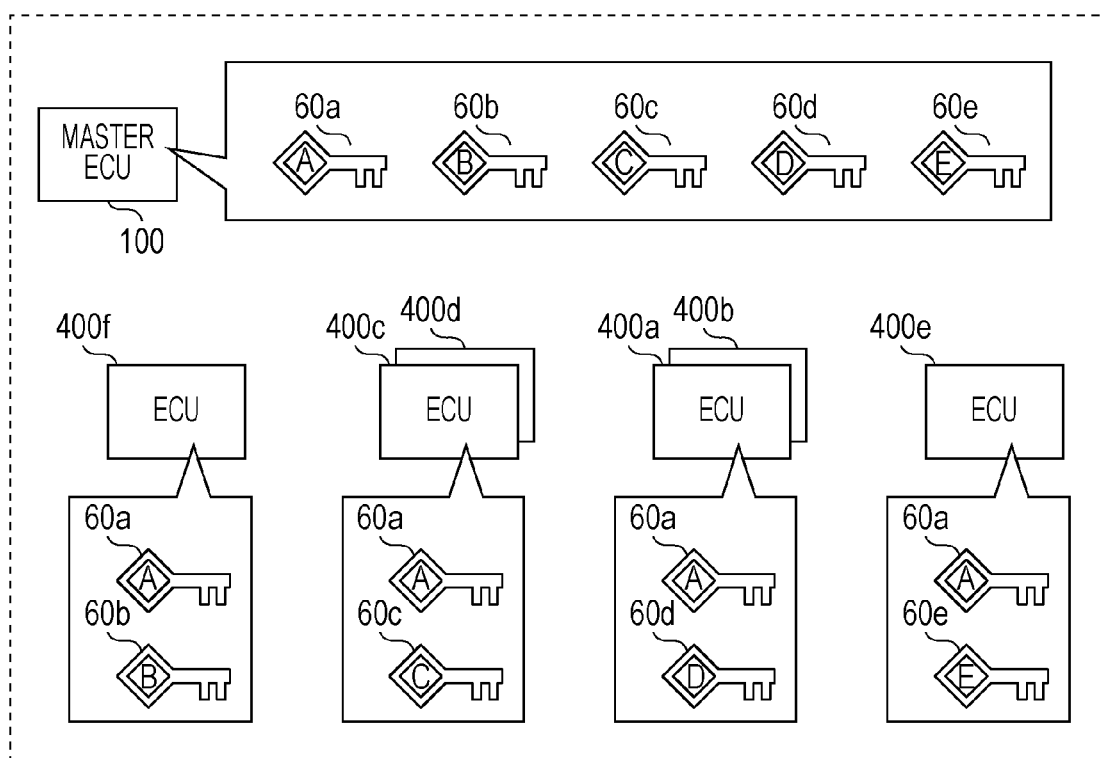 60a 60b 60c 60d 60e
MASTER
ECU
A B C D E
100
400f 400c 400d 400a 400b 400e
ECU ECU ECU ECU
60a 60a 60a 60a
A A A A
60b 60c 60d 60e
B C D E